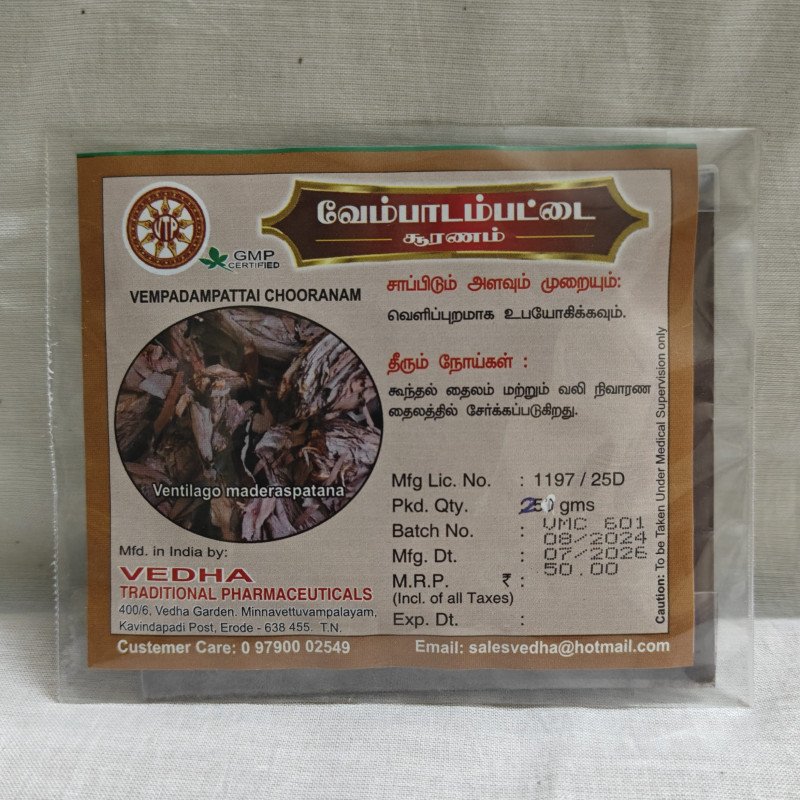 வேம்பாடம்பட்டை
சூரணம்
VTP
GMP
CERTIFIED
VEMPADAMPATTAI CHOORANAM
சாப்பிடும் அளவும் முறையும்:
வெளிப்புறமாக உபயோகிக்கவும்.
தீரும் நோய்கள் :
கூந்தல் தைலம் மற்றும் வலி நிவாரண
தைலத்தில் சேர்க்கப்படுகிறது.
Ventilago maderaspatana
Mfg Lic. No. : 1197 / 25D
Pkd. Qty. : gms
Batch No. : VMC 601
08/2024
Mfg. Dt. : 07/2026
M.R.P. ₹ : 50.00
(Incl. of all Taxes)
Exp. Dt. :
Mfd. in India by:
VEDHA
TRADITIONAL PHARMACEUTICALS
400/6, Vedha Garden. Minnavettuvampalayam,
Kavindapadi Post, Erode - 638 455. T.N.
Custemer Care: 0 97900 02549
Email: salesvedha@hotmail.com
Caution: To be Taken Under Medical Supervision only